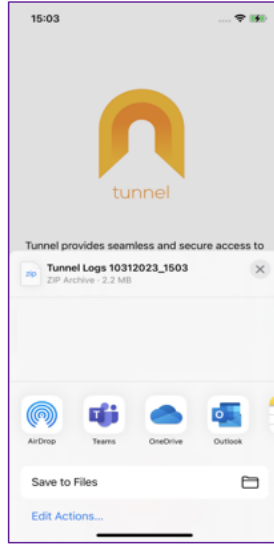 15:03
tunnel
Tunnel provides seamless and secure access to
zip
Tunnel Logs 10312023_1503
ZIP Archive · 2.2 MB
AirDrop
Teams
OneDrive
Outlook
Save to Files
Edit Actions...